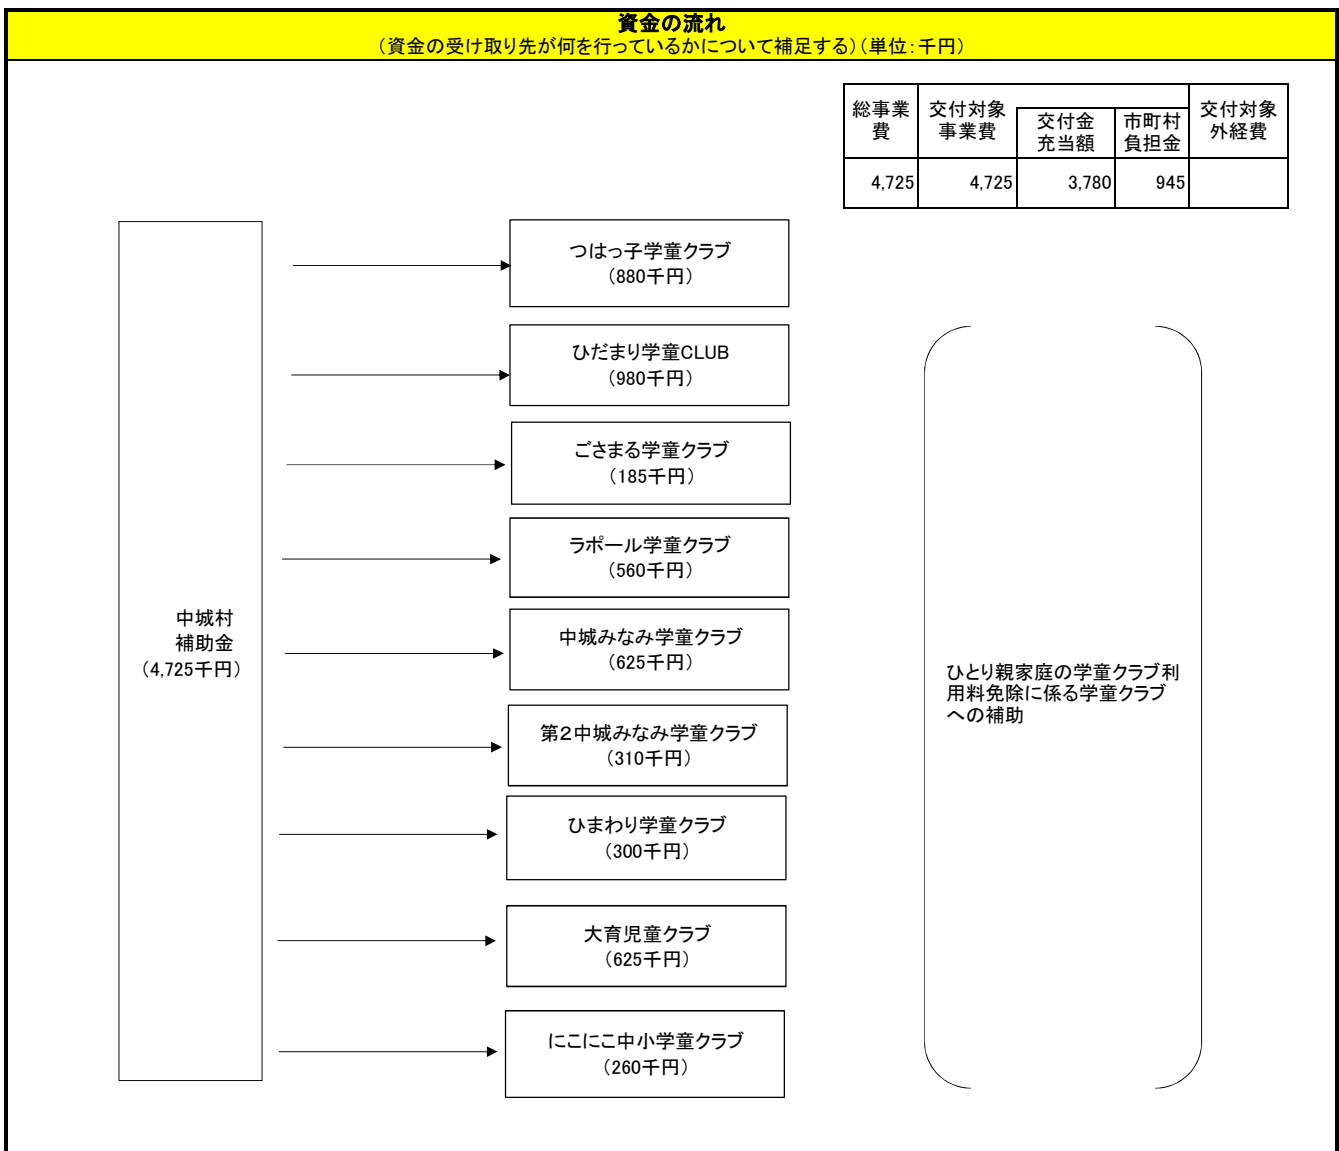 資金の流れ
（資金の受け取り先が何を行っているかについて補足する）（単位：千円）
総事業
費
交付対象
事業費
交付金
充当額
市町村
負担金
交付対象
外経費
4,725
4,725
3,780
945
中城村
補助金
（4,725千円）
つはっ子学童クラブ
（880千円）
ひだまり学童CLUB
（980千円）
ごさまる学童クラブ
（185千円）
ラポール学童クラブ
（560千円）
中城みなみ学童クラブ
（625千円）
第２中城みなみ学童クラブ
（310千円）
ひまわり学童クラブ
（300千円）
大育児童クラブ
（625千円）
にこにこ中小学童クラブ
（260千円）
ひとり親家庭の学童クラブ利
用料免除に係る学童クラブ
への補助